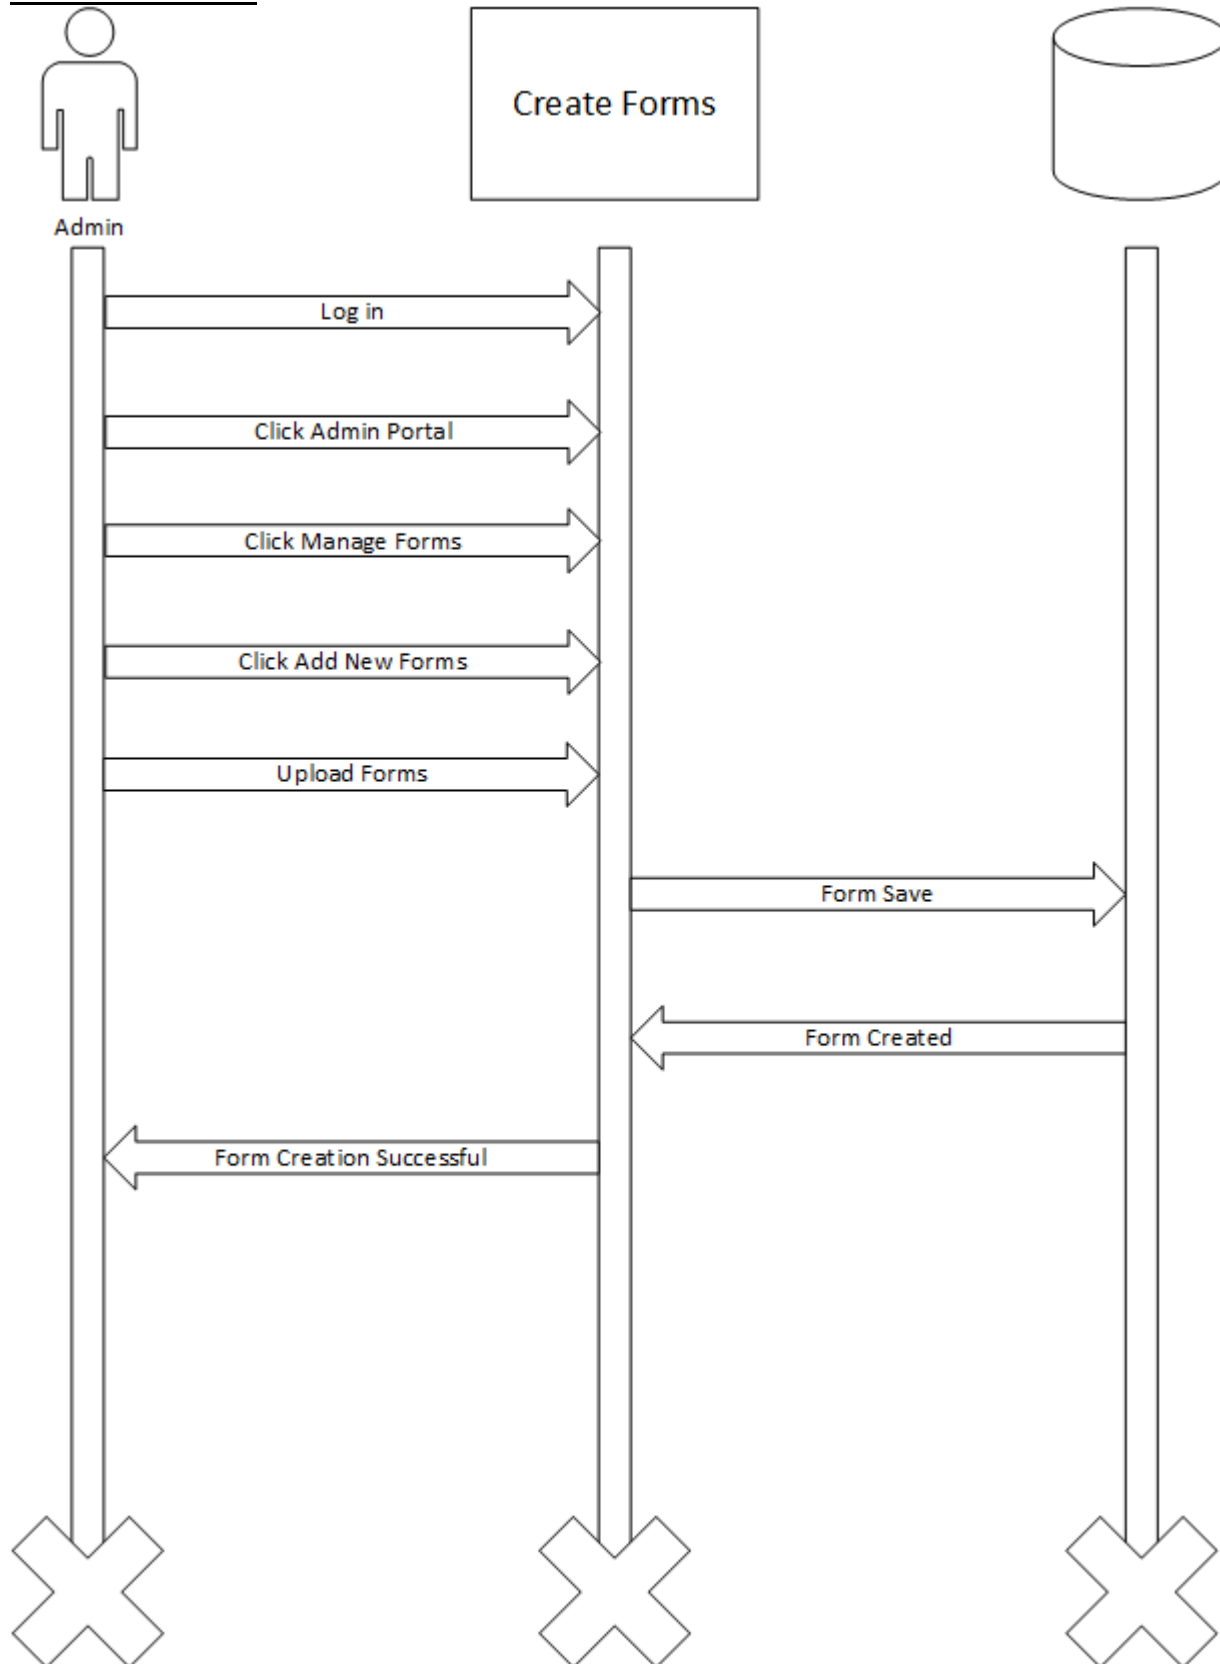 Create Forms
Admin
Log in
Click Admin Portal
Click Manage Forms
Click Add New Forms
Upload Forms
Form Save
Form Created
Form Creation Successful